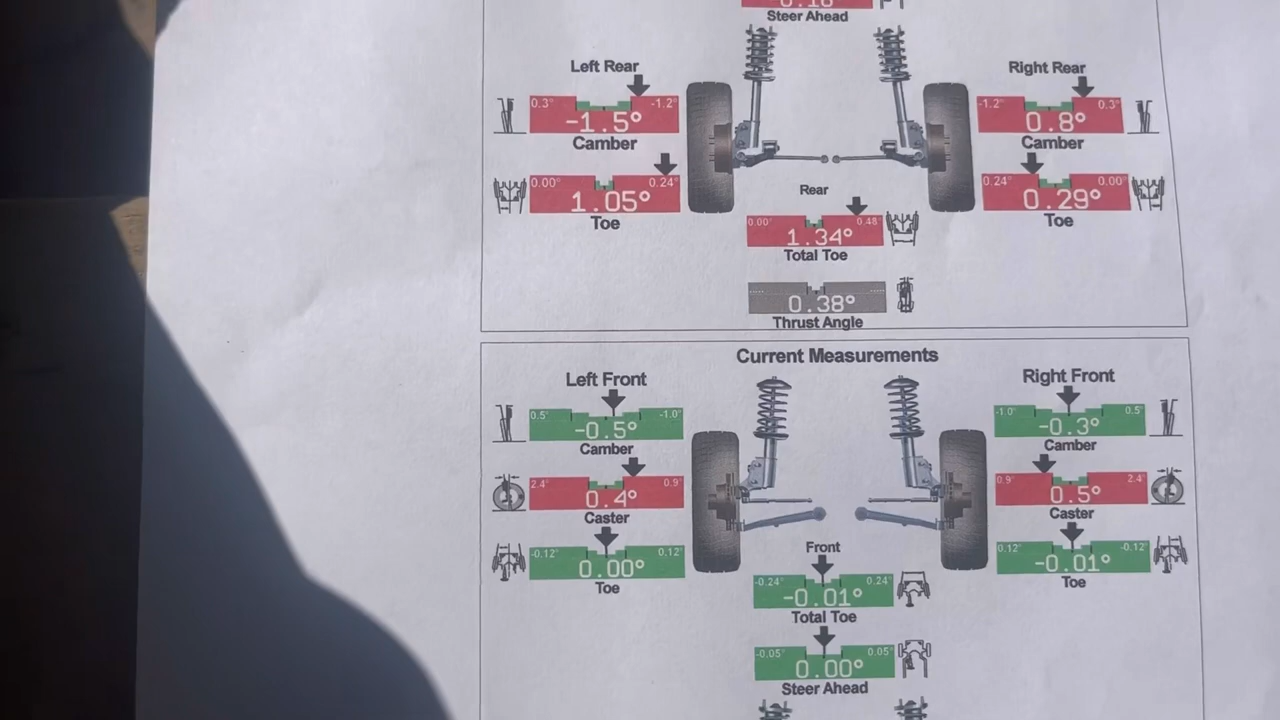 Steer Ahead
Left Rear
Right Rear
0.3° -1.2°
-1.5°
Camber
-1.2° 0.3°
0.8°
Camber
0.00° 0.24°
1.05°
Toe
0.24° 0.00°
0.29°
Toe
Rear
0.00° 0.48°
1.34°
Total Toe
0.38°
Thrust Angle
Current Measurements
Left Front
Right Front
0.5° -1.0°
-0.5°
Camber
-1.0° 0.5°
-0.3°
Camber
2.4° 0.9°
0.4°
Caster
0.9° 2.4°
0.5°
Caster
-0.12° 0.12°
0.00°
Toe
0.12° -0.12°
-0.01°
Toe
Front
-0.24° 0.24°
-0.01°
Total Toe
-0.05° 0.05°
0.00°
Steer Ahead